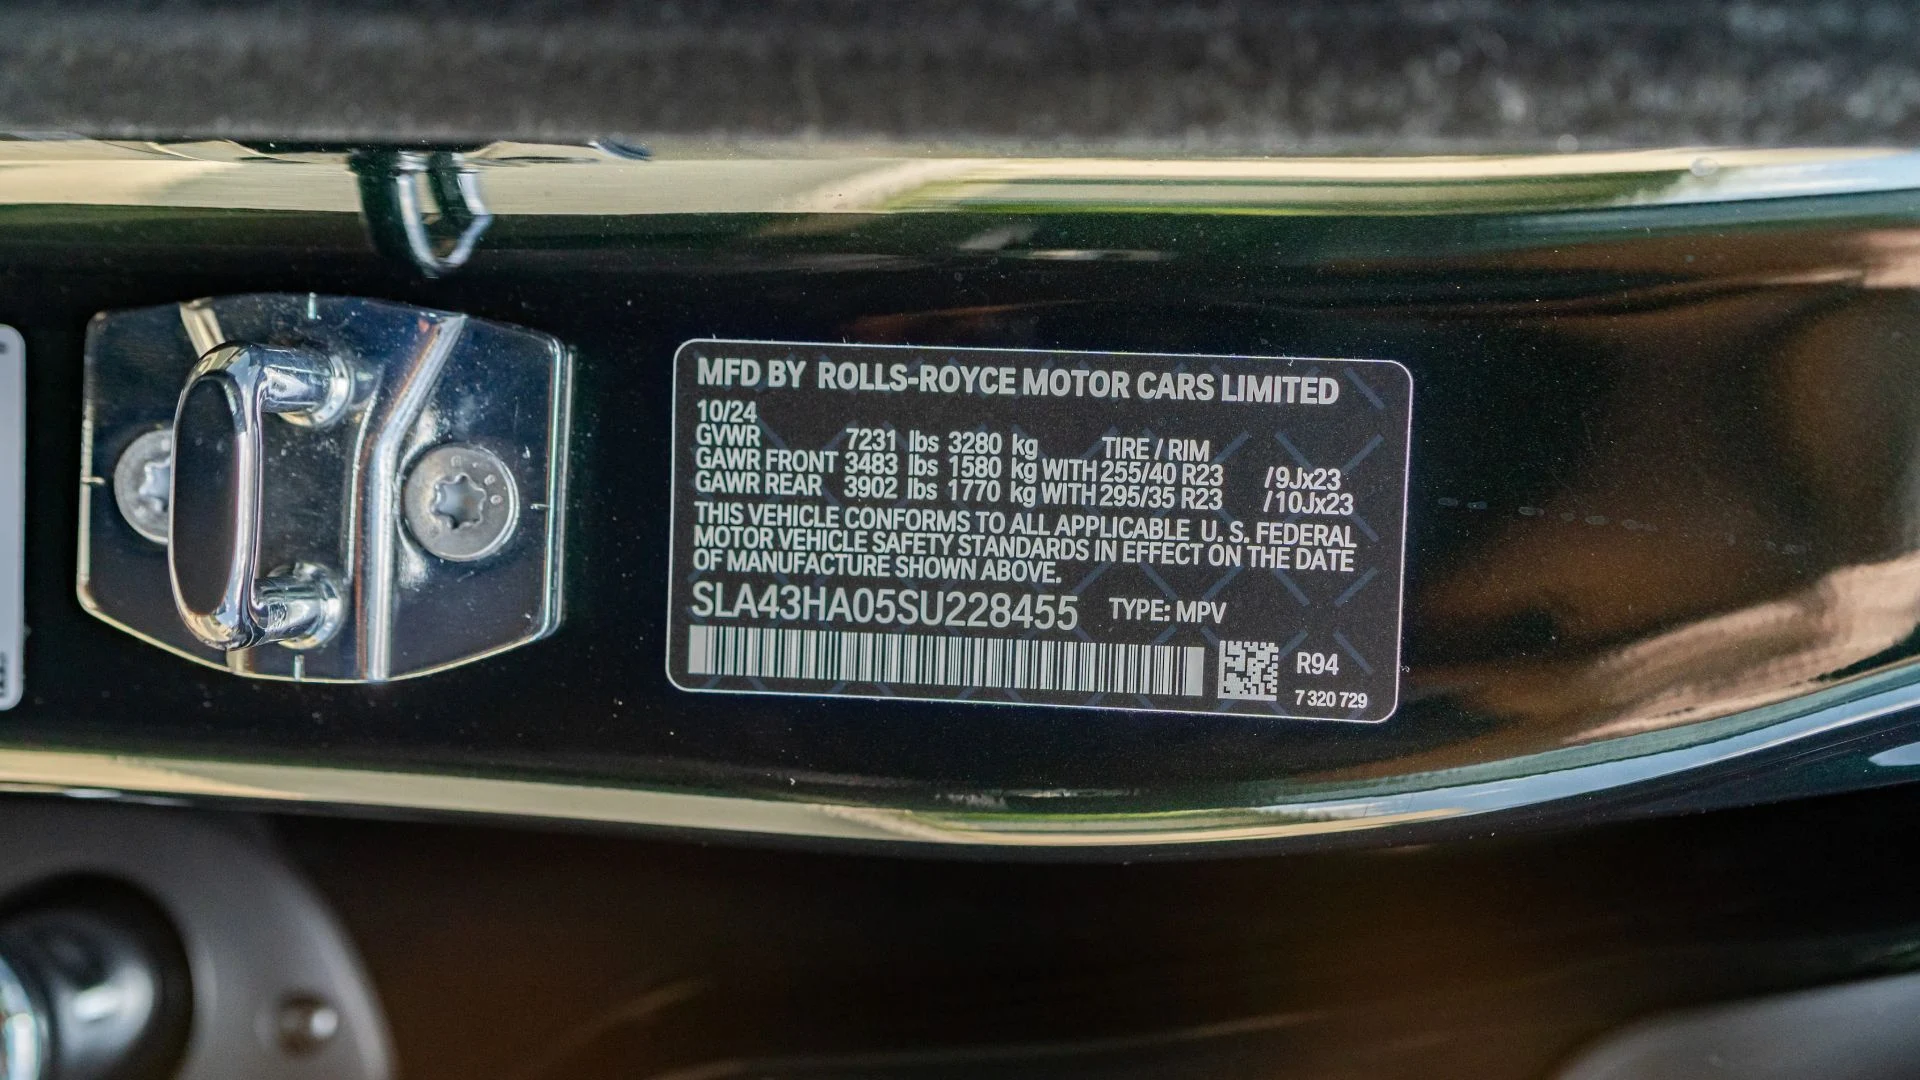 MFD BY ROLLS-ROYCE MOTOR CARS LIMITED
10/24
GVWR 7231 lbs 3280 kg TIRE / RIM
GAWR FRONT 3483 lbs 1580 kg WITH 255/40 R23 /9Jx23
GAWR REAR 3902 lbs 1770 kg WITH 295/35 R23 /10Jx23
THIS VEHICLE CONFORMS TO ALL APPLICABLE U. S. FEDERAL
MOTOR VEHICLE SAFETY STANDARDS IN EFFECT ON THE DATE
OF MANUFACTURE SHOWN ABOVE.
SLA43HA05SU228455 TYPE: MPV
R94
7 320 729